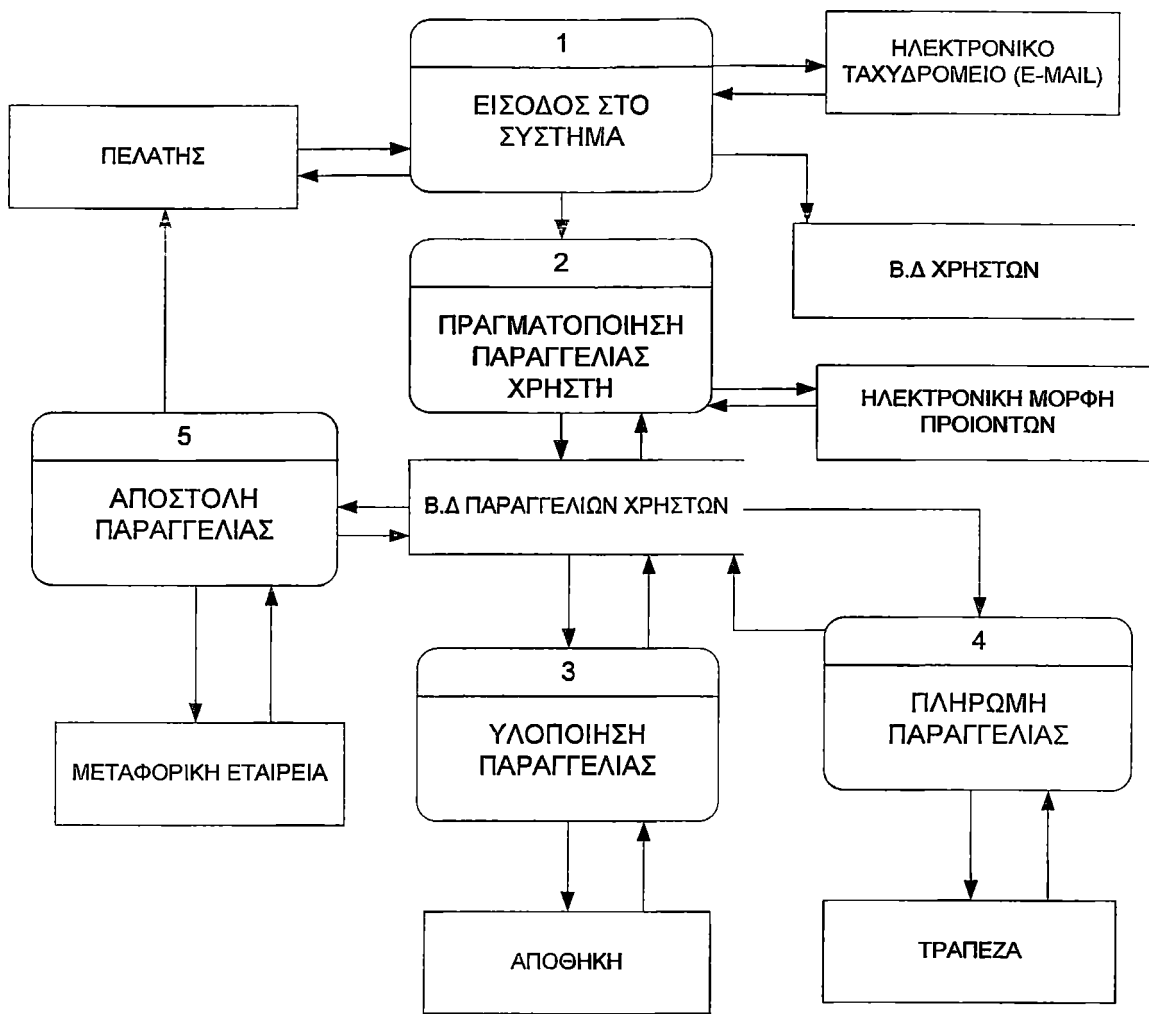 1
ΕΙΣΟΔΟΣ ΣΤΟ
ΣΥΣΤΗΜΑ
ΗΛΕΚΤΡΟΝΙΚΟ
ΤΑΧΥΔΡΟΜΕΙΟ (E-MAIL)
ΠΕΛΑΤΗΣ
Β.Δ ΧΡΗΣΤΩΝ
2
ΠΡΑΓΜΑΤΟΠΟΙΗΣΗ
ΠΑΡΑΓΓΕΛΙΑΣ
ΧΡΗΣΤΗ
ΗΛΕΚΤΡΟΝΙΚΗ ΜΟΡΦΗ
ΠΡΟΙΟΝΤΩΝ
5
ΑΠΟΣΤΟΛΗ
ΠΑΡΑΓΓΕΛΙΑΣ
Β.Δ ΠΑΡΑΓΓΕΛΙΩΝ ΧΡΗΣΤΩΝ
3
ΥΛΟΠΟΙΗΣΗ
ΠΑΡΑΓΓΕΛΙΑΣ
4
ΠΛΗΡΩΜΗ
ΠΑΡΑΓΓΕΛΙΑΣ
ΜΕΤΑΦΟΡΙΚΗ ΕΤΑΙΡΕΙΑ
ΑΠΟΘΗΚΗ
ΤΡΑΠΕΖΑ